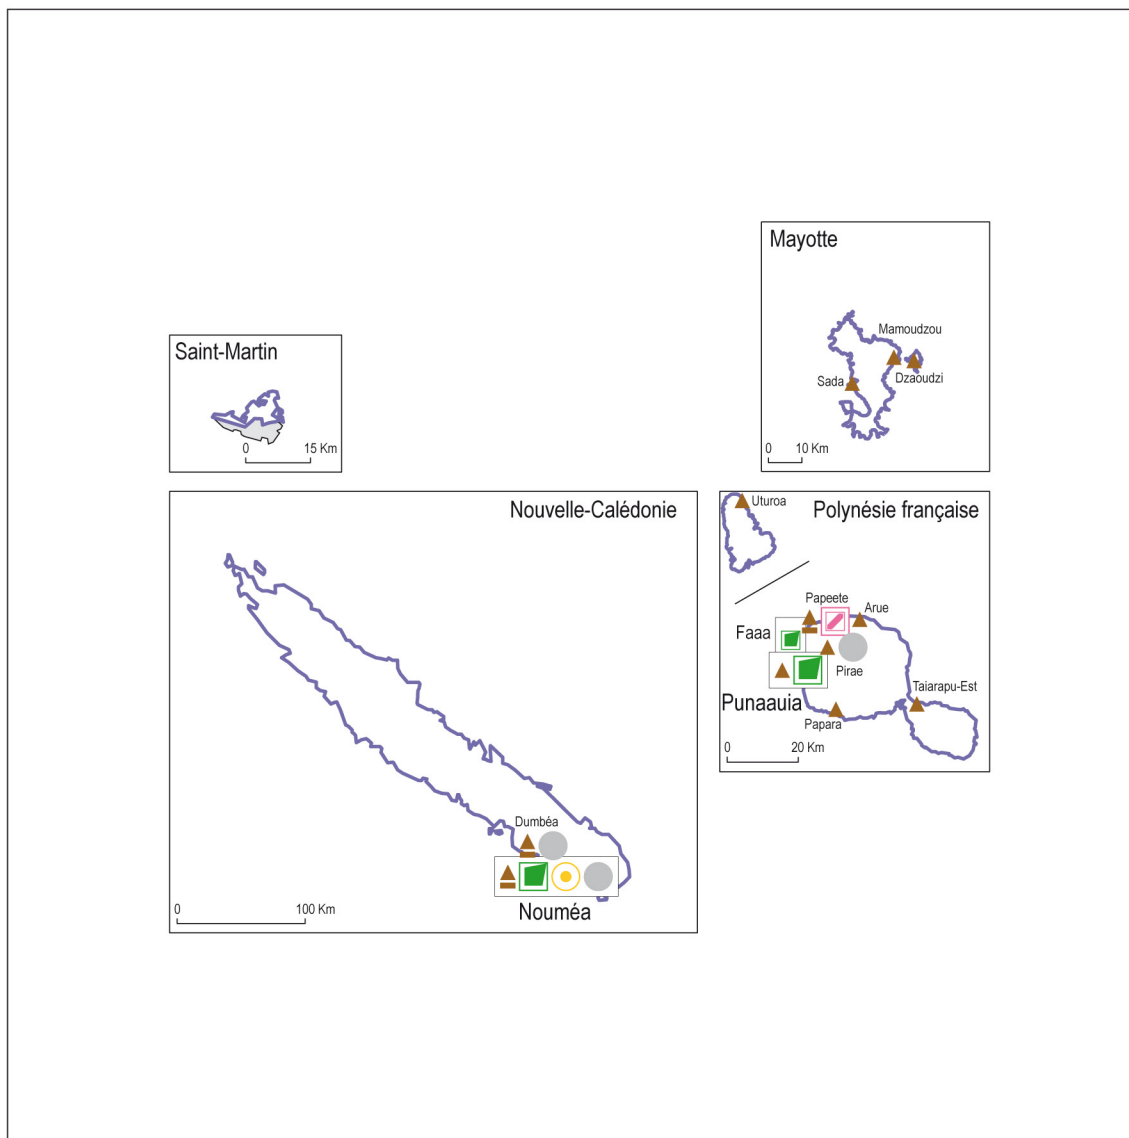 Mayotte
Mamoudzou
Sada
Dzaoudzi
0 10 Km
Saint-Martin
0 15 Km
Nouvelle-Calédonie
Dumbéa
Nouméa
0 100 Km
Uturoa
Polynésie française
Papeete
Arue
Faaa
Pirae
Taiarapu-Est
Punaauia
Papara
0 20 Km